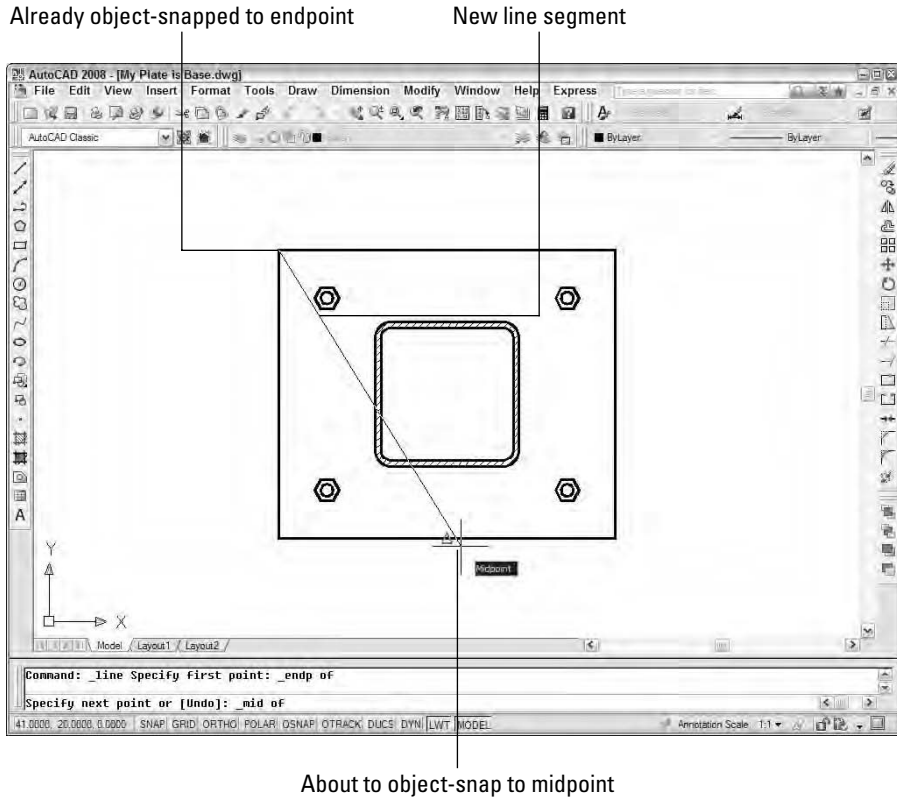 Already object-snapped to endpoint
New line segment
AutoCAD 2008 - [My Plate is Base.dwg]
File Edit View Insert Format Tools Draw Dimension Modify Window Help Express
AutoCAD Classic
ByLayer
ByLayer
A
Y
X
Midpoint
Model Layout1 Layout2
Command: _line Specify first point: _endp of
Specify next point or [Undo]: _mid of
41.0000, 20.0000, 0.0000 SNAP GRID ORTHO POLAR OSNAP OTRACK DUCS DYN LWT MODEL Annotation Scale 1:1
About to object-snap to midpoint